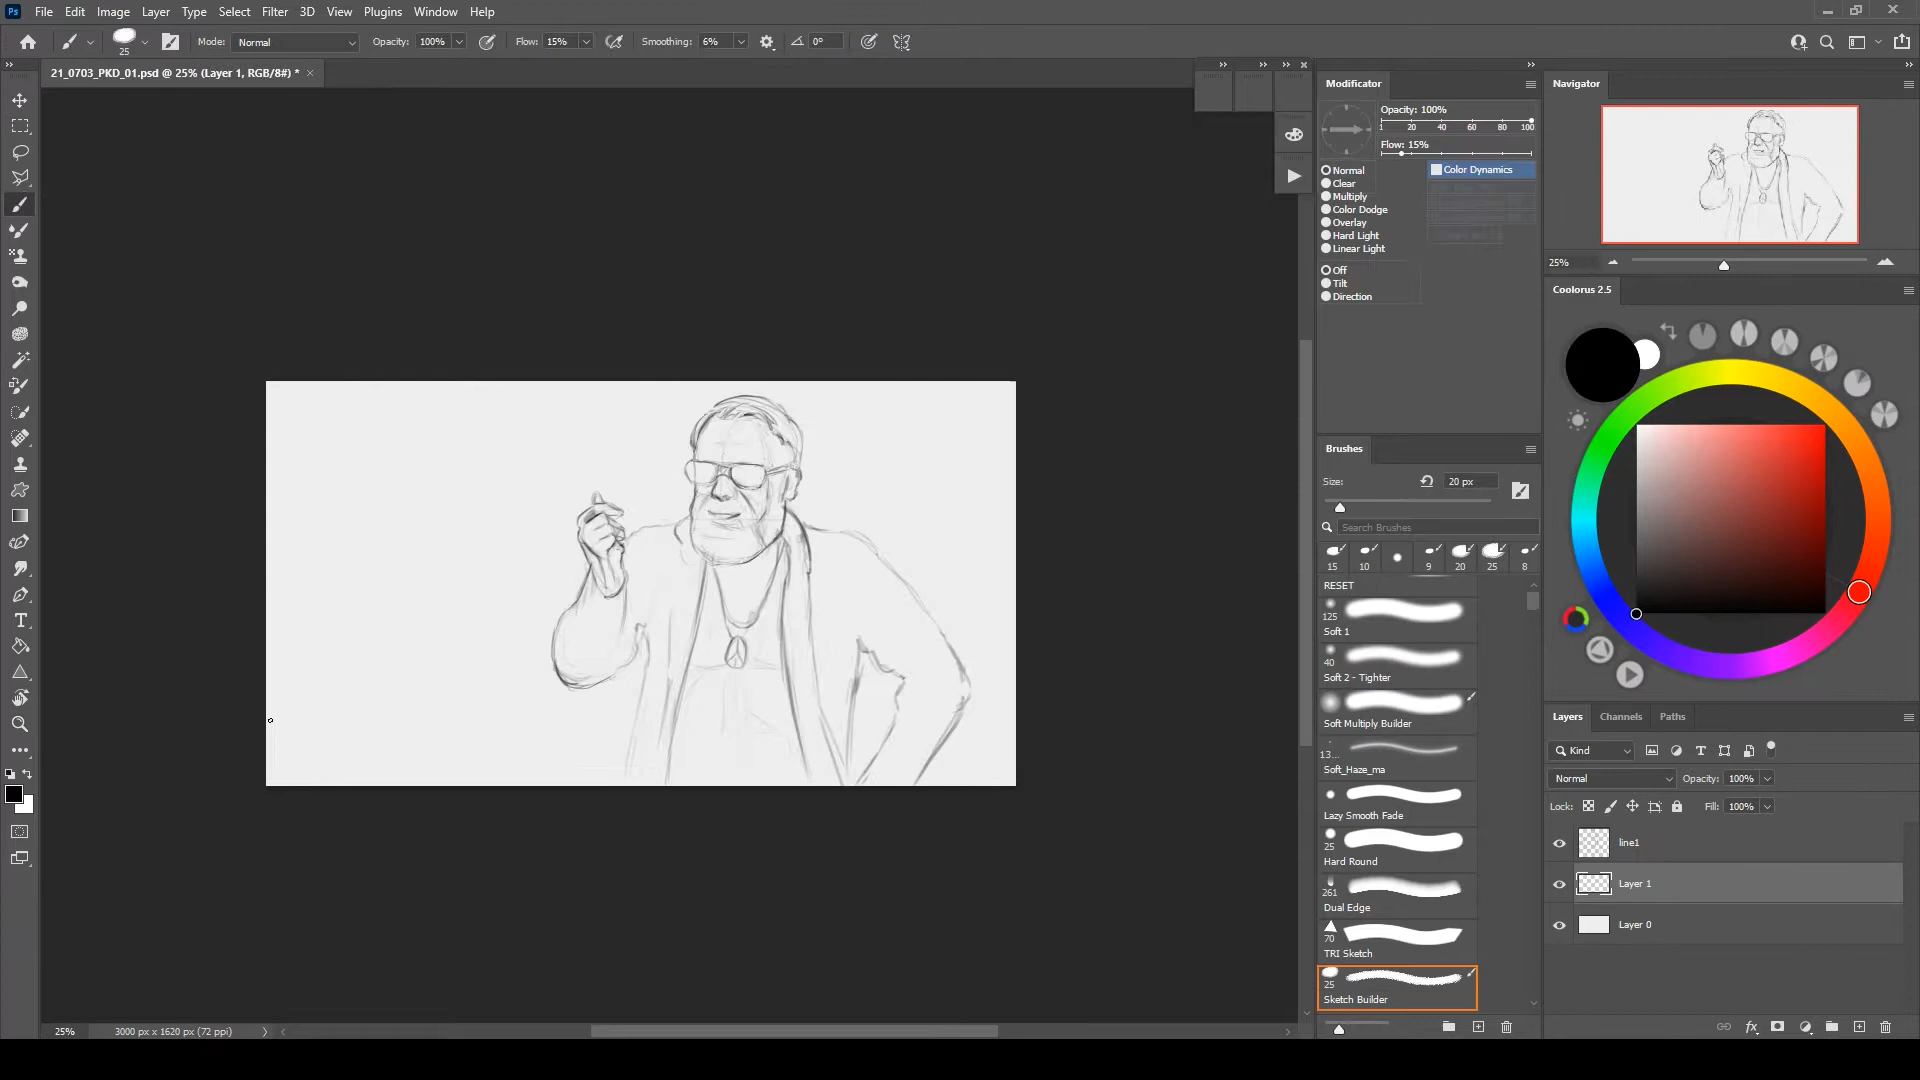 Ps File Edit Image Layer Type Select Filter 3D View Plugins Window Help
25 Mode: Normal Opacity: 100% Flow: 15% Smoothing: 6% 0°
21_0703_PKD_01.psd @ 25% (Layer 1, RGB/8#) *
Modificator
Opacity: 100%
1 20 40 60 80 100
Flow: 15%
Normal
Clear
Multiply
Color Dodge
Overlay
Hard Light
Linear Light
Color Dynamics
Off
Tilt
Direction
Navigator
25%
Coolorus 2.5
Brushes
Size: 20 px
Search Brushes
15 10 9 20 25 8
RESET
125
Soft 1
40
Soft 2 - Tighter
Soft Multiply Builder
13...
Soft_Haze_ma
Lazy Smooth Fade
25
Hard Round
261
Dual Edge
70
TRI Sketch
25
Sketch Builder
Layers Channels Paths
Kind
Normal Opacity: 100%
Lock: Fill: 100%
line1
Layer 1
Layer 0
fx
25% 3000 px x 1620 px (72 ppi)